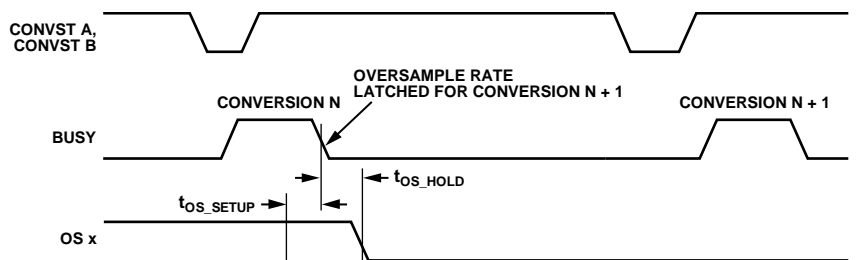 CONVST A,
CONVST B
OVERSAMPLE RATE
LATCHED FOR CONVERSION N + 1
CONVERSION N
CONVERSION N + 1
BUSY
tOS_HOLD
tOS_SETUP
OS x